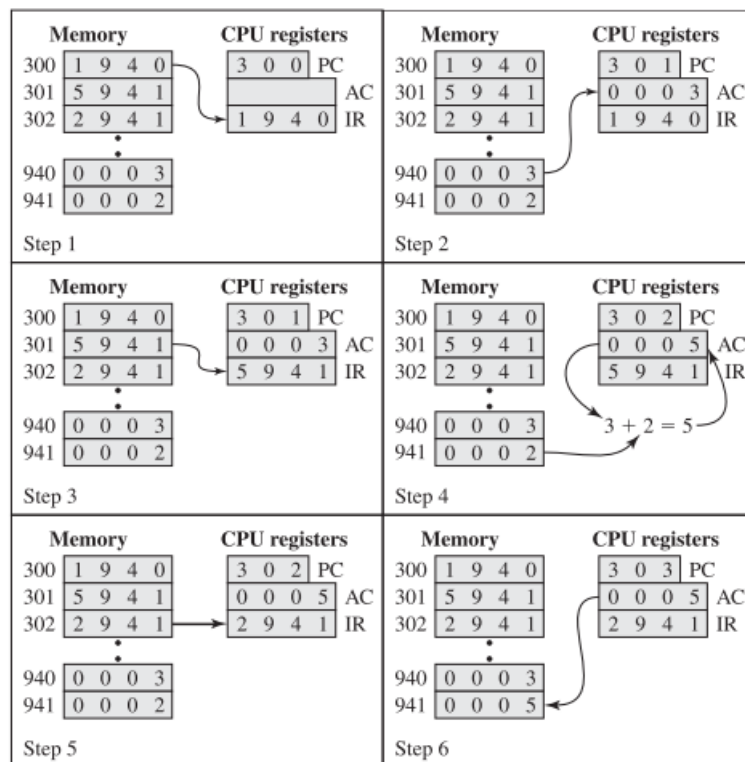 Memory CPU registers
300 1 9 4 0 3 0 0 PC
301 5 9 4 1 AC
302 2 9 4 1 1 9 4 0 IR
940 0 0 0 3
941 0 0 0 2
Step 1
Memory CPU registers
300 1 9 4 0 3 0 1 PC
301 5 9 4 1 0 0 0 3 AC
302 2 9 4 1 1 9 4 0 IR
940 0 0 0 3
941 0 0 0 2
Step 2
Memory CPU registers
300 1 9 4 0 3 0 1 PC
301 5 9 4 1 0 0 0 3 AC
302 2 9 4 1 5 9 4 1 IR
940 0 0 0 3
941 0 0 0 2
Step 3
Memory CPU registers
300 1 9 4 0 3 0 2 PC
301 5 9 4 1 0 0 0 5 AC
302 2 9 4 1 5 9 4 1 IR
940 0 0 0 3 3 + 2 = 5
941 0 0 0 2
Step 4
Memory CPU registers
300 1 9 4 0 3 0 2 PC
301 5 9 4 1 0 0 0 5 AC
302 2 9 4 1 2 9 4 1 IR
940 0 0 0 3
941 0 0 0 2
Step 5
Memory CPU registers
300 1 9 4 0 3 0 3 PC
301 5 9 4 1 0 0 0 5 AC
302 2 9 4 1 2 9 4 1 IR
940 0 0 0 3
941 0 0 0 5
Step 6